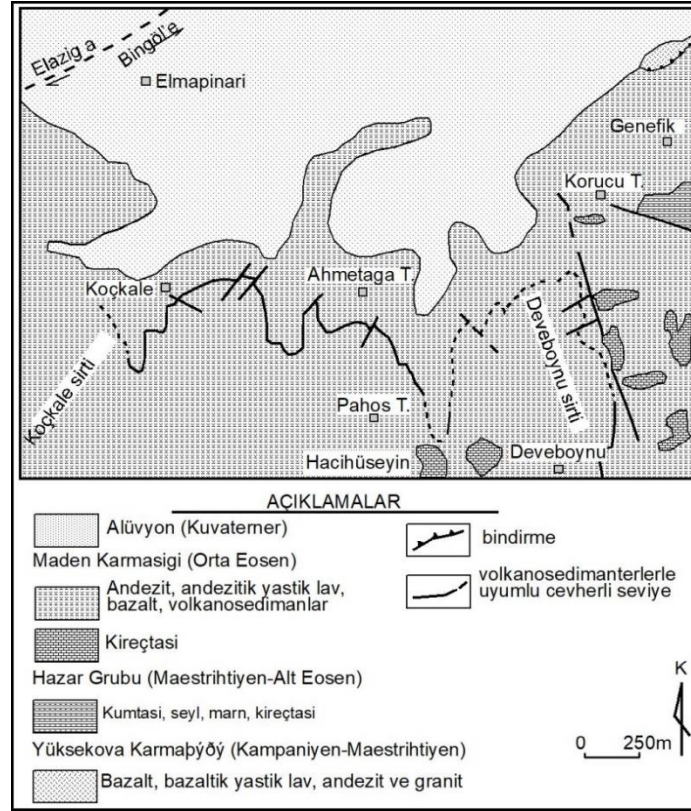 Elazig a
Bingöl'e
Elmapinari
Genefik
Korucu T.
Koçkale
Ahmetaga T.
Koçkale sirti
Deveboynu sirti
Pahos T.
Hacihüseyin
Deveboynu
AÇIKLAMALAR
Alüvyon (Kuvaterner)
bindirme
Maden Karmasigi (Orta Eosen)
Andezit, andezitik yastik lav,
bazalt, volkanosedimanlar
volkanosedimanterlerle
uyumlu cevherli seviye
Kireçtasi
Hazar Grubu (Maestrihtiyen-Alt Eosen)
Kumtasi, seyl, marn, kireçtasi,
K
Yüksekova Karmaþýðý (Kampaniyen-Maestrihtiyen)
0 250m
Bazalt, bazaltik yastik lav, andezit ve granit